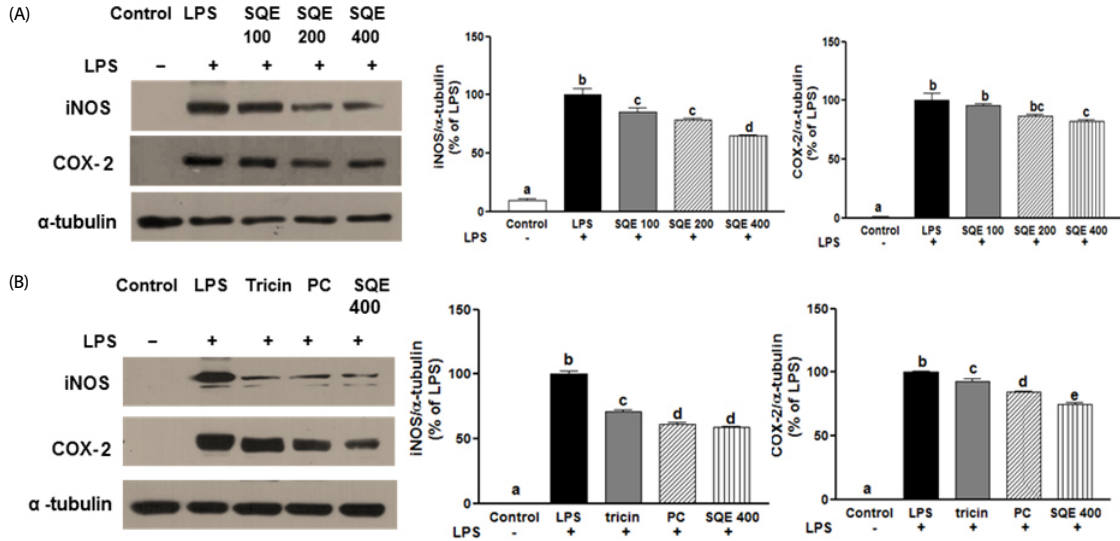 (A)
Control LPS SQE SQE SQE
100 200 400
LPS – + + + +
iNOS
COX-2
α-tubulin
iNOS/α-tubulin
(% of LPS)
150
100
50
0
a b c c d
Control LPS SQE 100 SQE 200 SQE 400
LPS - + + + +
COX-2/α-tubulin
(% of LPS)
150
100
50
0
a b b bc c
Control LPS SQE 100 SQE 200 SQE 400
LPS - + + + +
(B)
Control LPS Tricin PC SQE
400
LPS – + + + +
iNOS
COX-2
α -tubulin
iNOS/α-tubulin
(% of LPS)
150
100
50
0
a b c d d
Control LPS tricin PC SQE 400
LPS - + + + +
COX-2/α-tubulin
(% of LPS)
150
100
50
0
a b c d e
Control LPS tricin PC SQE 400
LPS - + + + +